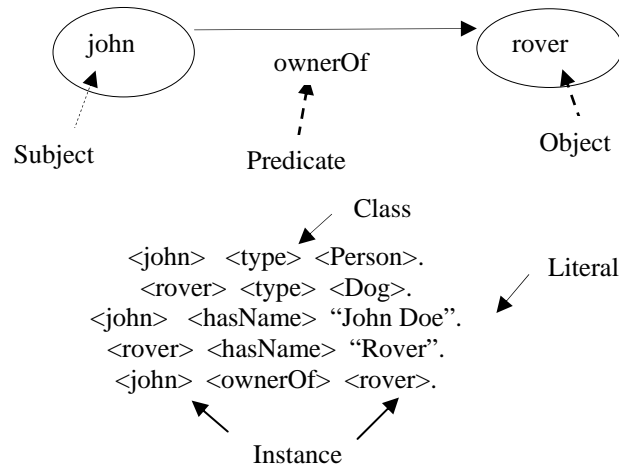 john
rover
ownerOf
Subject
Predicate
Object
Class
<john> <type> <Person>.
Literal
<rover> <type> <Dog>.
<john> <hasName> “John Doe”.
<rover> <hasName> “Rover”.
<john> <ownerOf> <rover>.
Instance